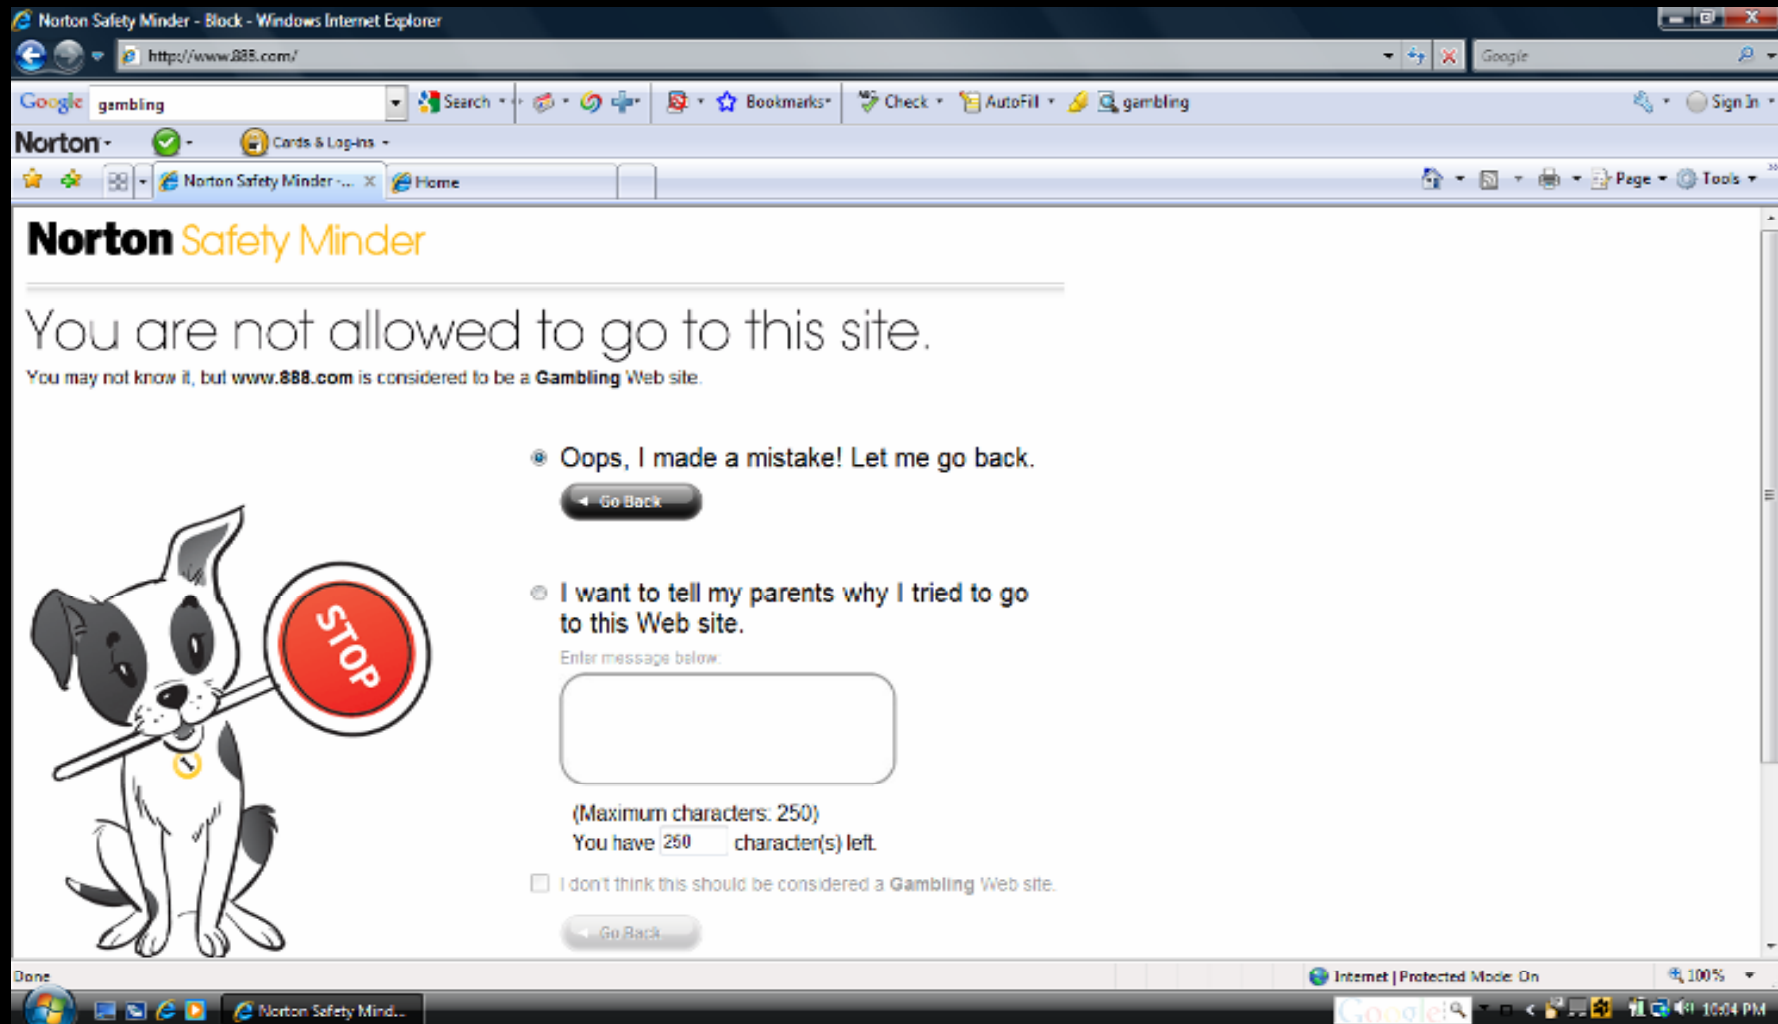 Norton Safety Minder - Block - Windows Internet Explorer
http://www.888.com/
Google
Google gambling Search Bookmarks Check AutoFill gambling Sign In
Norton Cards & Log-ins
Norton Safety Minder -... Home Page Tools
Norton Safety Minder
You are not allowed to go to this site.
You may not know it, but www.888.com is considered to be a Gambling Web site.
Oops, I made a mistake! Let me go back.
Go Back
STOP
I want to tell my parents why I tried to go
to this Web site.
Enter message below:
(Maximum characters: 250)
You have 250 character(s) left.
I don't think this should be considered a Gambling Web site.
Go Back
Done Internet | Protected Mode: On 100%
Norton Safety Mind... Google 10:04 PM